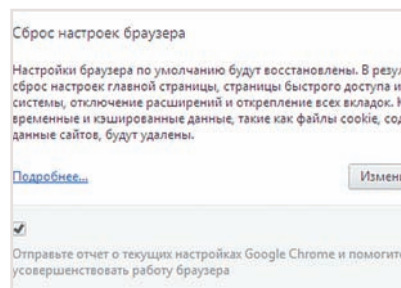 Сброс настроек браузера
Настройки браузера по умолчанию будут восстановлены. В резул
сброс настроек главной страницы, страницы быстрого доступа и
системы, отключение расширений и открепление всех вкладок. К
временные и кэшированные данные, такие как файлы cookie, сод
данные сайтов, будут удалены.
Подробнее... Измени
Отправьте отчет о текущих настройках Google Chrome и помогите
усовершенствовать работу браузера